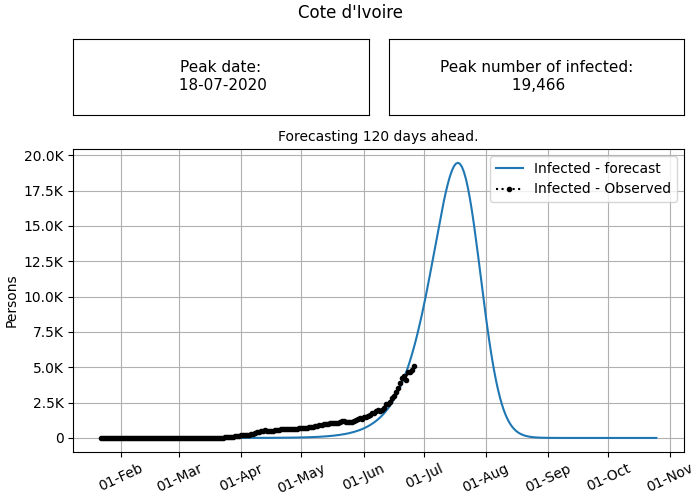 Cote d'Ivoire
Peak date:
18-07-2020
Peak number of infected:
19,466
Forecasting 120 days ahead.
Infected - forecast
Infected - Observed
Persons
20.0K
17.5K
15.0K
12.5K
10.0K
7.5K
5.0K
2.5K
0
01-Feb
01-Mar
01-Apr
01-May
01-Jun
01-Jul
01-Aug
01-Sep
01-Oct
01-Nov